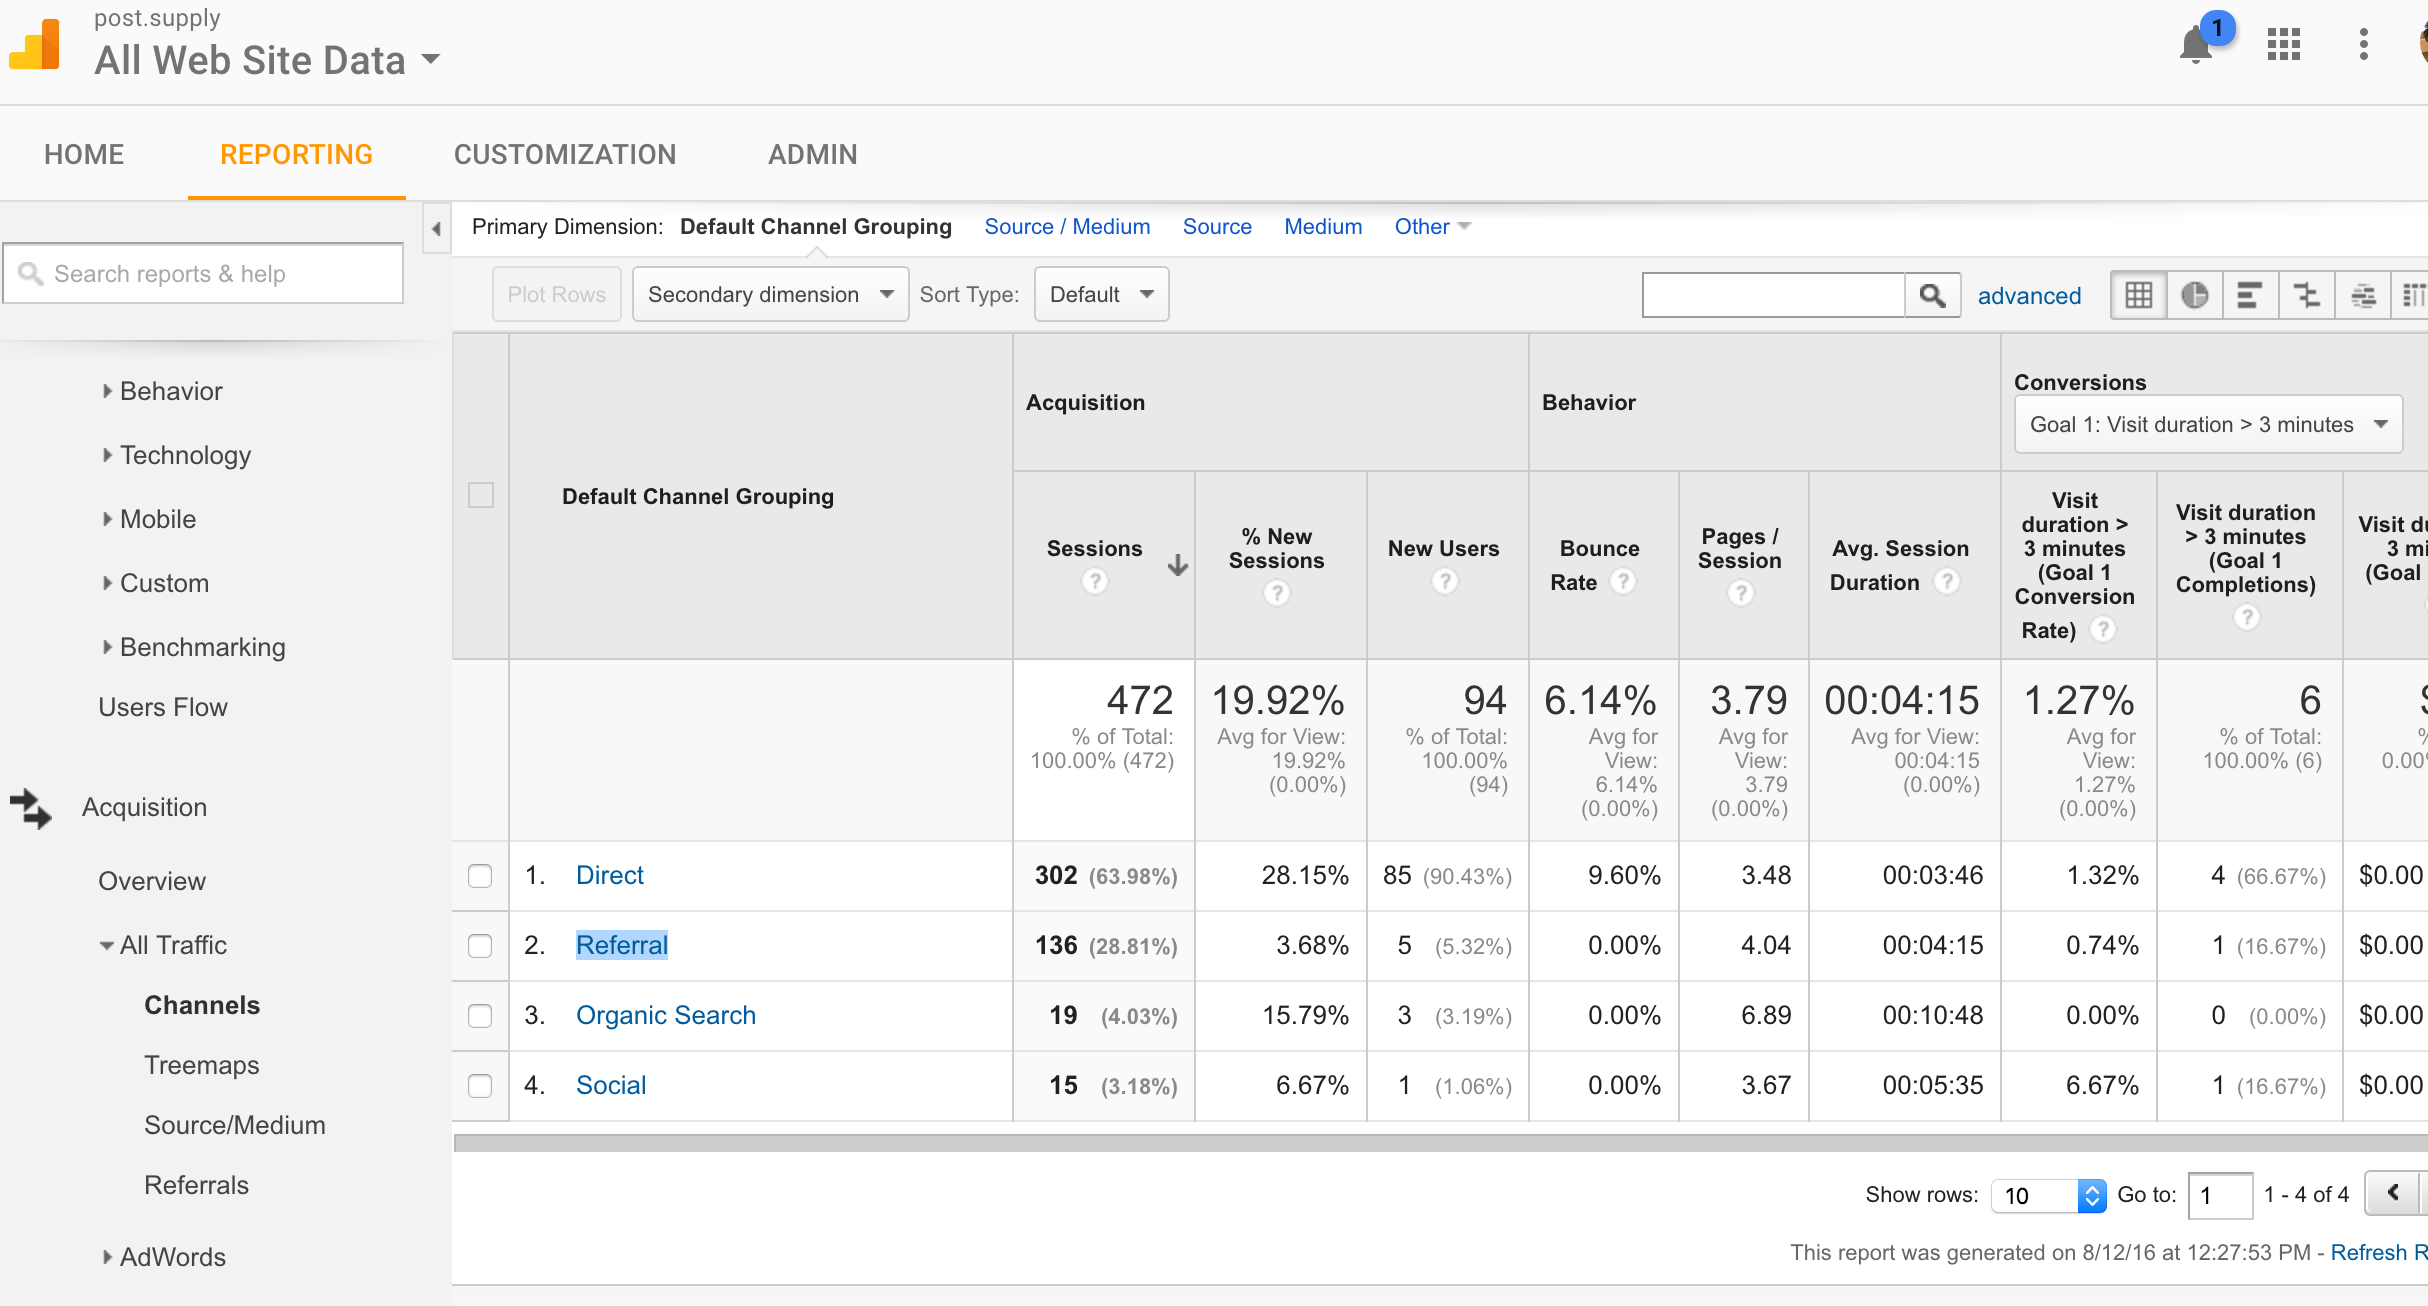 post.supply
All Web Site Data
1
HOME REPORTING CUSTOMIZATION ADMIN
Search reports & help
Behavior
Technology
Mobile
Custom
Benchmarking
Users Flow
Acquisition
Overview
All Traffic
Channels
Treemaps
Source/Medium
Referrals
AdWords
Primary Dimension: Default Channel Grouping Source / Medium Source Medium Other
Plot Rows Secondary dimension Sort Type: Default advanced
Default Channel Grouping
Acquisition
Behavior
Conversions
Goal 1: Visit duration > 3 minutes
Sessions ?
% New
Sessions
?
New Users
?
Bounce
Rate ?
Pages /
Session
?
Avg. Session
Duration ?
Visit
duration >
3 minutes
(Goal 1
Conversion
Rate) ?
Visit duration
> 3 minutes
(Goal 1
Completions)
?
Visit
3
(Goal
472
% of Total:
100.00% (472)
19.92%
Avg for View:
19.92%
(0.00%)
94
% of Total:
100.00%
(94)
6.14%
Avg for
View:
6.14%
(0.00%)
3.79
Avg for
View:
3.79
(0.00%)
00:04:15
Avg for View:
00:04:15
(0.00%)
1.27%
Avg for
View:
1.27%
(0.00%)
6
% of Total:
100.00% (6)
1. Direct 302 (63.98%) 28.15% 85 (90.43%) 9.60% 3.48 00:03:46 1.32% 4 (66.67%) $0.00
2. Referral 136 (28.81%) 3.68% 5 (5.32%) 0.00% 4.04 00:04:15 0.74% 1 (16.67%) $0.00
3. Organic Search 19 (4.03%) 15.79% 3 (3.19%) 0.00% 6.89 00:10:48 0.00% 0 (0.00%) $0.00
4. Social 15 (3.18%) 6.67% 1 (1.06%) 0.00% 3.67 00:05:35 6.67% 1 (16.67%) $0.00
Show rows: 10 Go to: 1 1 - 4 of 4
This report was generated on 8/12/16 at 12:27:53 PM - Refresh